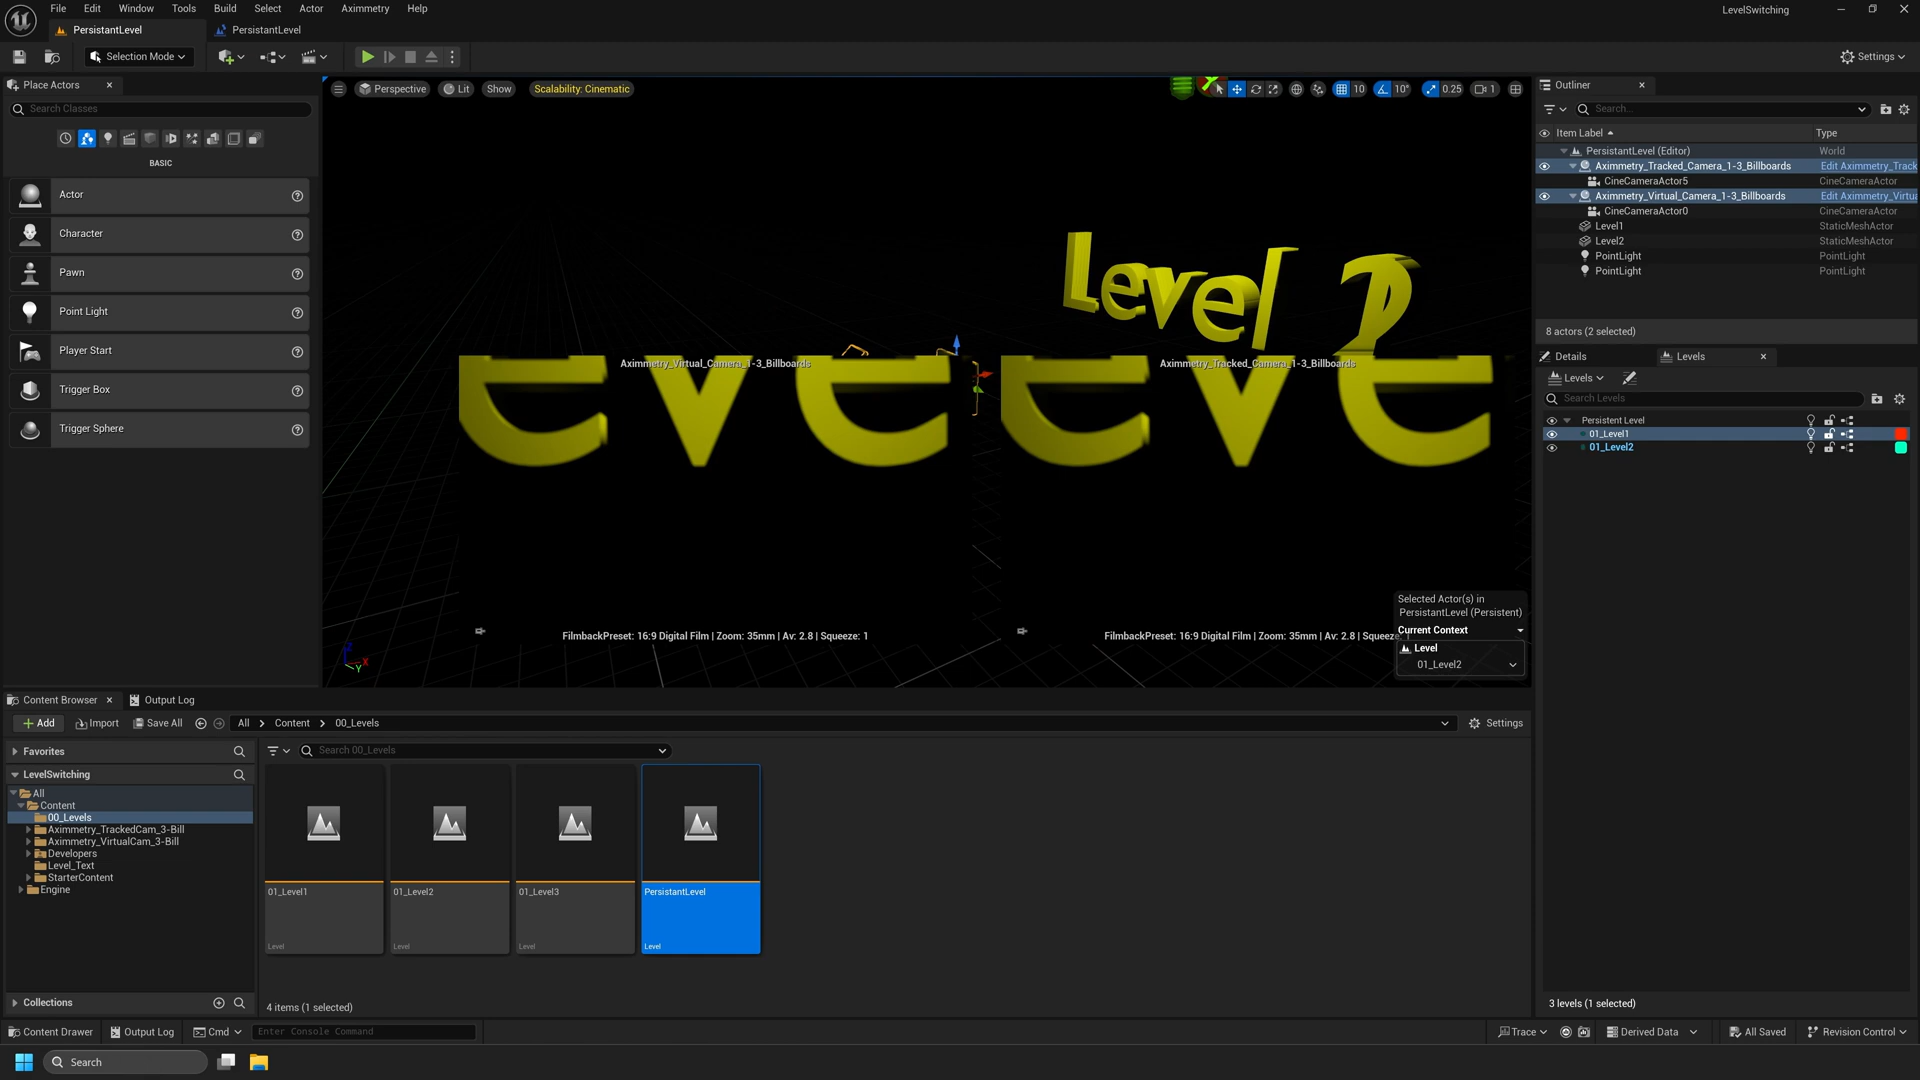 File Edit Window Tools Build Select Actor Aximmetry Help
LevelSwitching
PersistantLevel
PersistantLevel
Selection Mode
Settings
Place Actors
Search Classes
BASIC
Actor
Character
Pawn
Point Light
Player Start
Trigger Box
Trigger Sphere
Perspective Lit Show Scalability: Cinematic
10 10° 0.25 1
Level 2
Aximmetry_Virtual_Camera_1-3_Billboards
eve
Aximmetry_Tracked_Camera_1-3_Billboards
eve
FilmbackPreset: 16:9 Digital Film | Zoom: 35mm | Av: 2.8 | Squeeze: 1
FilmbackPreset: 16:9 Digital Film | Zoom: 35mm | Av: 2.8 | Squeeze: 1
Selected Actor(s) in
PersistantLevel (Persistent)
Current Context
Level
01_Level2
Z X Y
Outliner
Search...
Item Label Type
PersistantLevel (Editor) World
Aximmetry_Tracked_Camera_1-3_Billboards Edit Aximmetry_Track
CineCameraActor5 CineCameraActor
Aximmetry_Virtual_Camera_1-3_Billboards Edit Aximmetry_Virtua
CineCameraActor0 CineCameraActor
Level1 StaticMeshActor
Level2 StaticMeshActor
PointLight PointLight
PointLight PointLight
8 actors (2 selected)
Details Levels
Levels
Search Levels
Persistent Level
01_Level1
01_Level2
3 levels (1 selected)
Content Browser Output Log
Add Import Save All All Content 00_Levels Settings
Favorites
LevelSwitching
All
Content
00_Levels
Aximmetry_TrackedCam_3-Bill
Aximmetry_VirtualCam_3-Bill
Developers
Level_Text
StarterContent
Engine
Collections
Search 00_Levels
01_Level1
Level
01_Level2
Level
01_Level3
Level
PersistantLevel
Level
4 items (1 selected)
Content Drawer Output Log Cmd Enter Console Command
Trace Derived Data All Saved Revision Control
Search